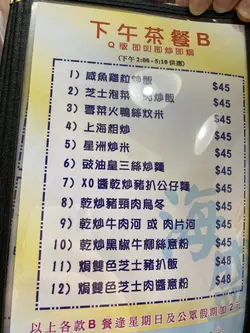 下午茶餐B
Q版即叫即炒即焗
(下午2:00 - 5:10 供應)
1) 咸魚雞粒炒飯 $45
2) 芝士泡菜 肉炒飯 $45
3) 雪菜火鴨絲炆米 $45
4) 上海粗炒 $45
5) 星洲炒米 $45
6) 豉油皇三絲炒麵 $45
7) XO醬乾炒豬扒公仔麵 $45
8) 乾炒豬頸肉烏冬 $45
9) 乾炒牛肉河 或 肉片河 $45
10) 乾炒黑椒牛柳絲意粉 $45
11) 焗雙色芝士豬扒飯 $48
12) 焗雙色芝士肉醬意粉 $48
以上各款B 餐逢星期日及公眾假期加2